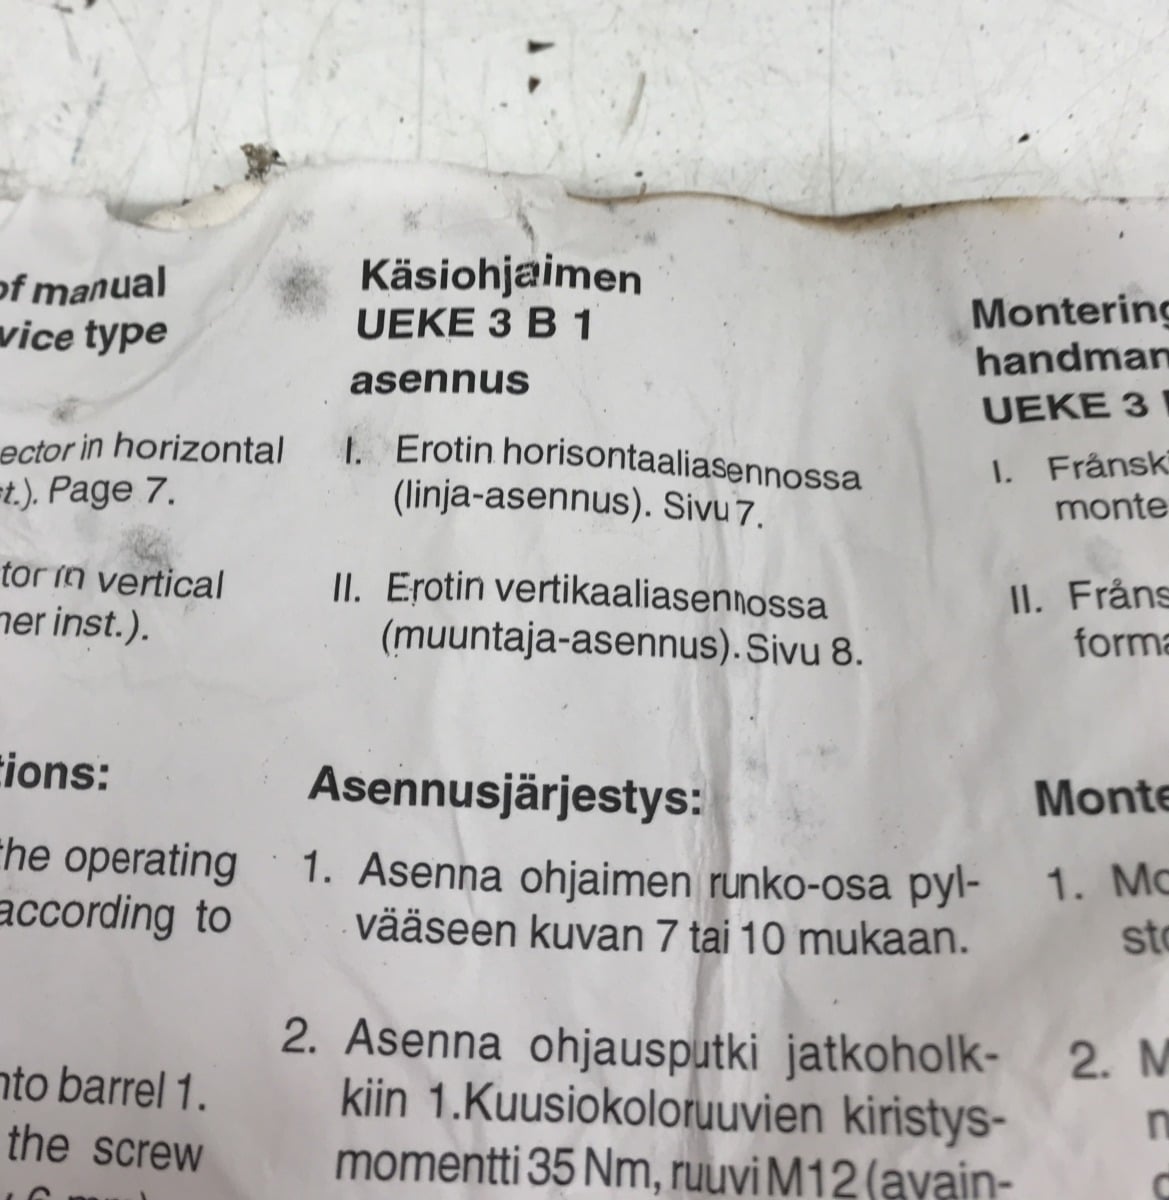 of manual
vice type
ector in horizontal
t.). Page 7.
tor in vertical
ner inst.).
tions:
the operating
according to
nto barrel 1.
the screw
Käsiohjaimen
UEKE 3 B 1
asennus
I. Erotin horisontaaliasennossa
(linja-asennus). Sivu 7.
II. Erotin vertikaaliasennossa
(muuntaja-asennus). Sivu 8.
Asennusjärjestys:
1. Asenna ohjaimen runko-osa pyl-
vääseen kuvan 7 tai 10 mukaan.
2. Asenna ohjausputki jatkoholk-
kiin 1.Kuusiokoloruuvien kiristys-
momentti 35 Nm, ruuvi M12 (avain-
Montering
handman
UEKE 3
I. Frånski
monte
II. Fråns
forma
Monte
1. Mo
sto
2. M